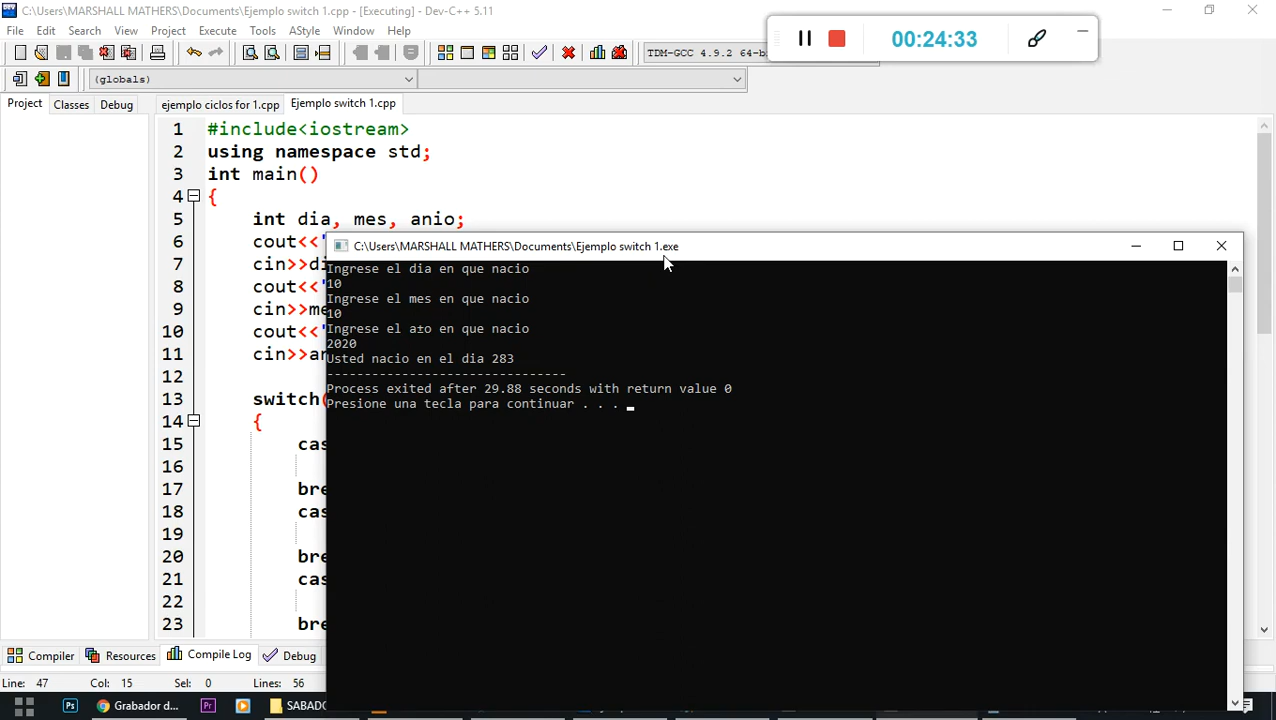 C:\Users\MARSHALL MATHERS\Documents\Ejemplo switch 1.cpp - [Executing] - Dev-C++ 5.11
File Edit Search View Project Execute Tools AStyle Window Help
00:24:33
TDM-GCC 4.9.2 64-b
(globals)
Project Classes Debug ejemplo ciclos for 1.cpp Ejemplo switch 1.cpp
1 #include<iostream>
2 using namespace std;
3 int main()
4 {
5 int dia, mes, anio;
6 cout<<"
7 cin>>di
8 cout<<"
9 cin>>me
10 cout<<"
11 cin>>an
12
13 switch(
14 {
15 cas
16
17 bre
18 cas
19
20 bre
21 cas
22
23 bre
C:\Users\MARSHALL MATHERS\Documents\Ejemplo switch 1.exe
Ingrese el dia en que nacio
10
Ingrese el mes en que nacio
10
Ingrese el a±o en que nacio
2020
Usted nacio en el dia 283
--------------------------------
Process exited after 29.88 seconds with return value 0
Presione una tecla para continuar . . .
Compiler Resources Compile Log Debug
Line: 47 Col: 15 Sel: 0 Lines: 56
Ps Grabador d... Pr SABADO